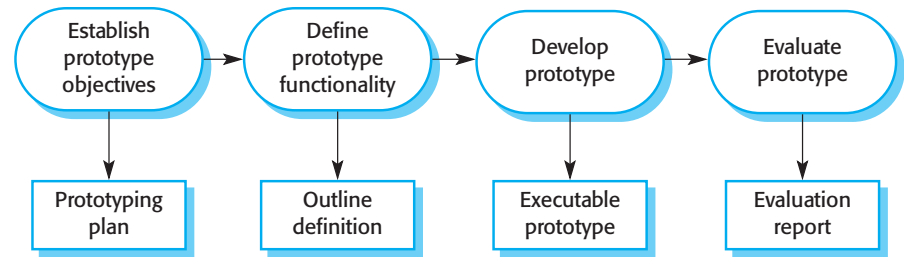 Establish
prototype
objectives
Define
prototype
functionality
Develop
prototype
Evaluate
prototype
Prototyping
plan
Outline
definition
Executable
prototype
Evaluation
report